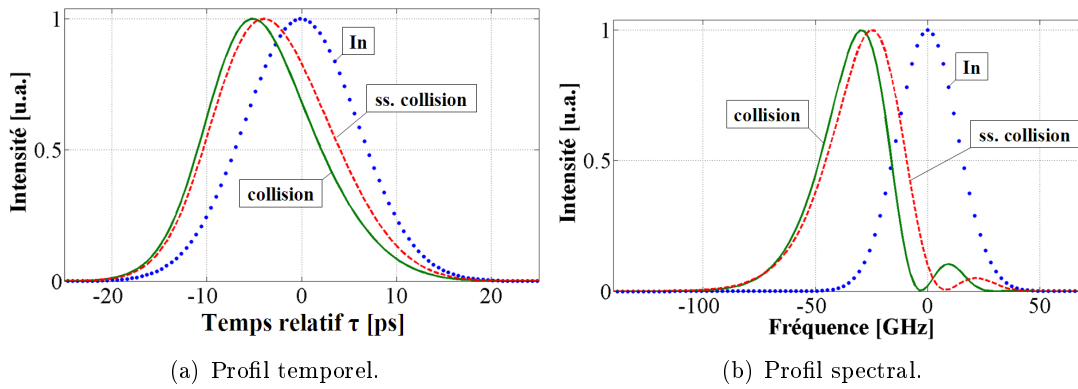 Intensité [u.a.]
1
0.5
0
In
ss. collision
collision
-20
-10
0
10
20
Temps relatif τ [ps]
(a) Profil temporel.
Intensité [u.a.]
1
0.5
0
In
collision
ss. collision
-100
-50
0
50
Fréquence [GHz]
(b) Profil spectral.